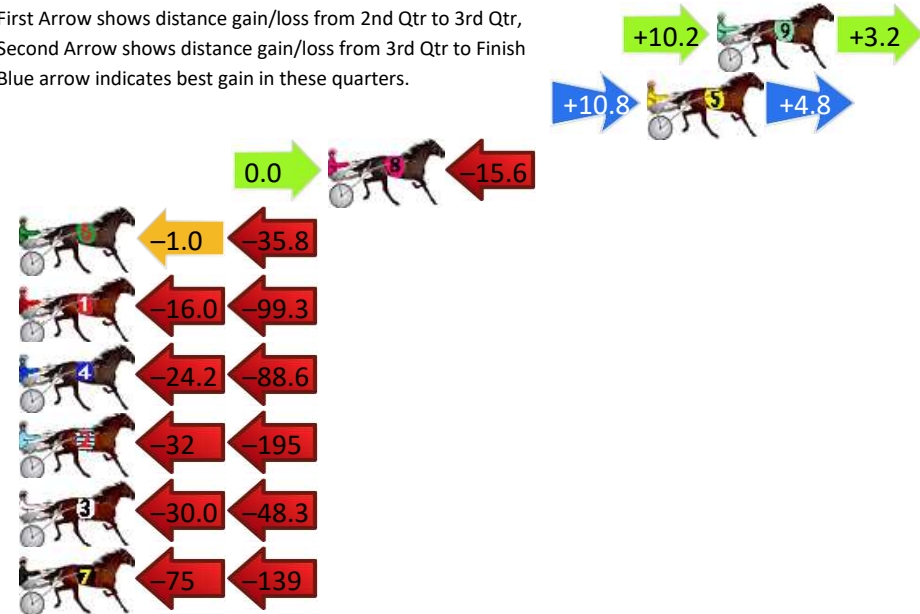 First Arrow shows distance gain/loss from 2nd Qtr to 3rd Qtr,
Second Arrow shows distance gain/loss from 3rd Qtr to Finish
Blue arrow indicates best gain in these quarters.
+10.2 9 +3.2
+10.8 5 +4.8
0.0 8 –15.6
–1.0 –35.8
1 –16.0 –99.3
4 –24.2 –88.6
2 –32 –195
3 –30.0 –48.3
7 –75 –139